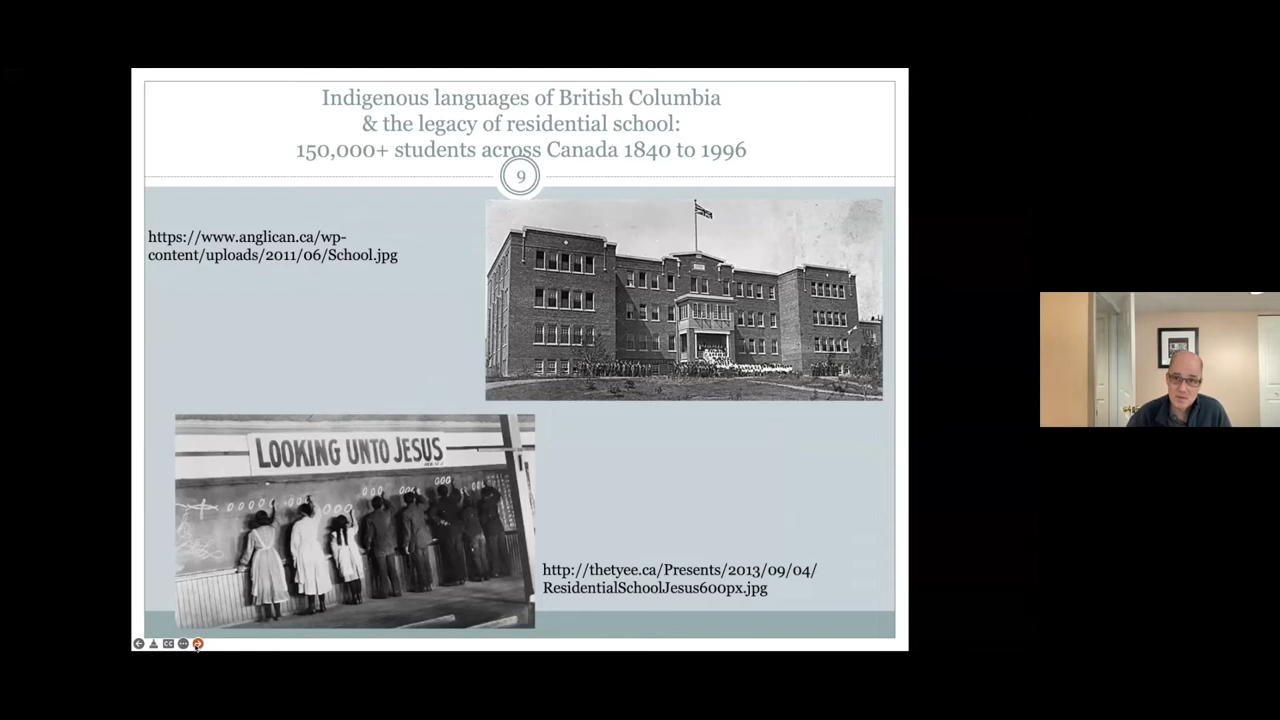 Indigenous languages of British Columbia
& the legacy of residential school:
150,000+ students across Canada 1840 to 1996
9
https://www.anglican.ca/wp-
content/uploads/2011/06/School.jpg
LOOKING UNTO JESUS
http://thetyee.ca/Presents/2013/09/04/
ResidentialSchoolJesus600px.jpg
CC